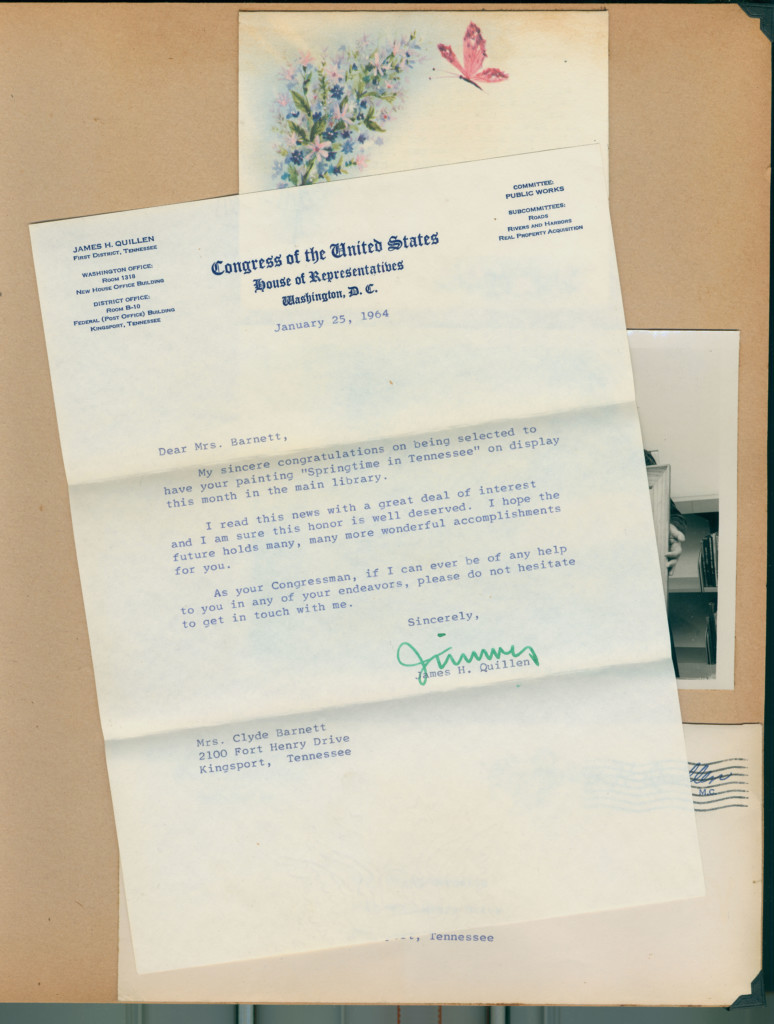 JAMES H. QUILLEN
FIRST DISTRICT, TENNESSEE
WASHINGTON OFFICE:
ROOM 1216
NEW HOUSE OFFICE BUILDING
DISTRICT OFFICE:
ROOM B-10
FEDERAL (POST OFFICE) BUILDING
KINGSPORT, TENNESSEE
Congress of the United States
House of Representatives
Washington, D. C.
COMMITTEE:
PUBLIC WORKS
SUBCOMMITTEES:
ROADS
RIVERS AND HARBORS
REAL PROPERTY ACQUISITION
January 25, 1964
Dear Mrs. Barnett,
My sincere congratulations on being selected to
have your painting "Springtime in Tennessee" on display
this month in the main library.
I read this news with a great deal of interest
and I am sure this honor is well deserved. I hope the
future holds many, many more wonderful accomplishments
for you.
As your Congressman, if I can ever be of any help
to you in any of your endeavors, please do not hesitate
to get in touch with me.
Sincerely,
Jimmy
James H. Quillen
Mrs. Clyde Barnett
2100 Fort Henry Drive
Kingsport, Tennessee
M.C.
Tennessee